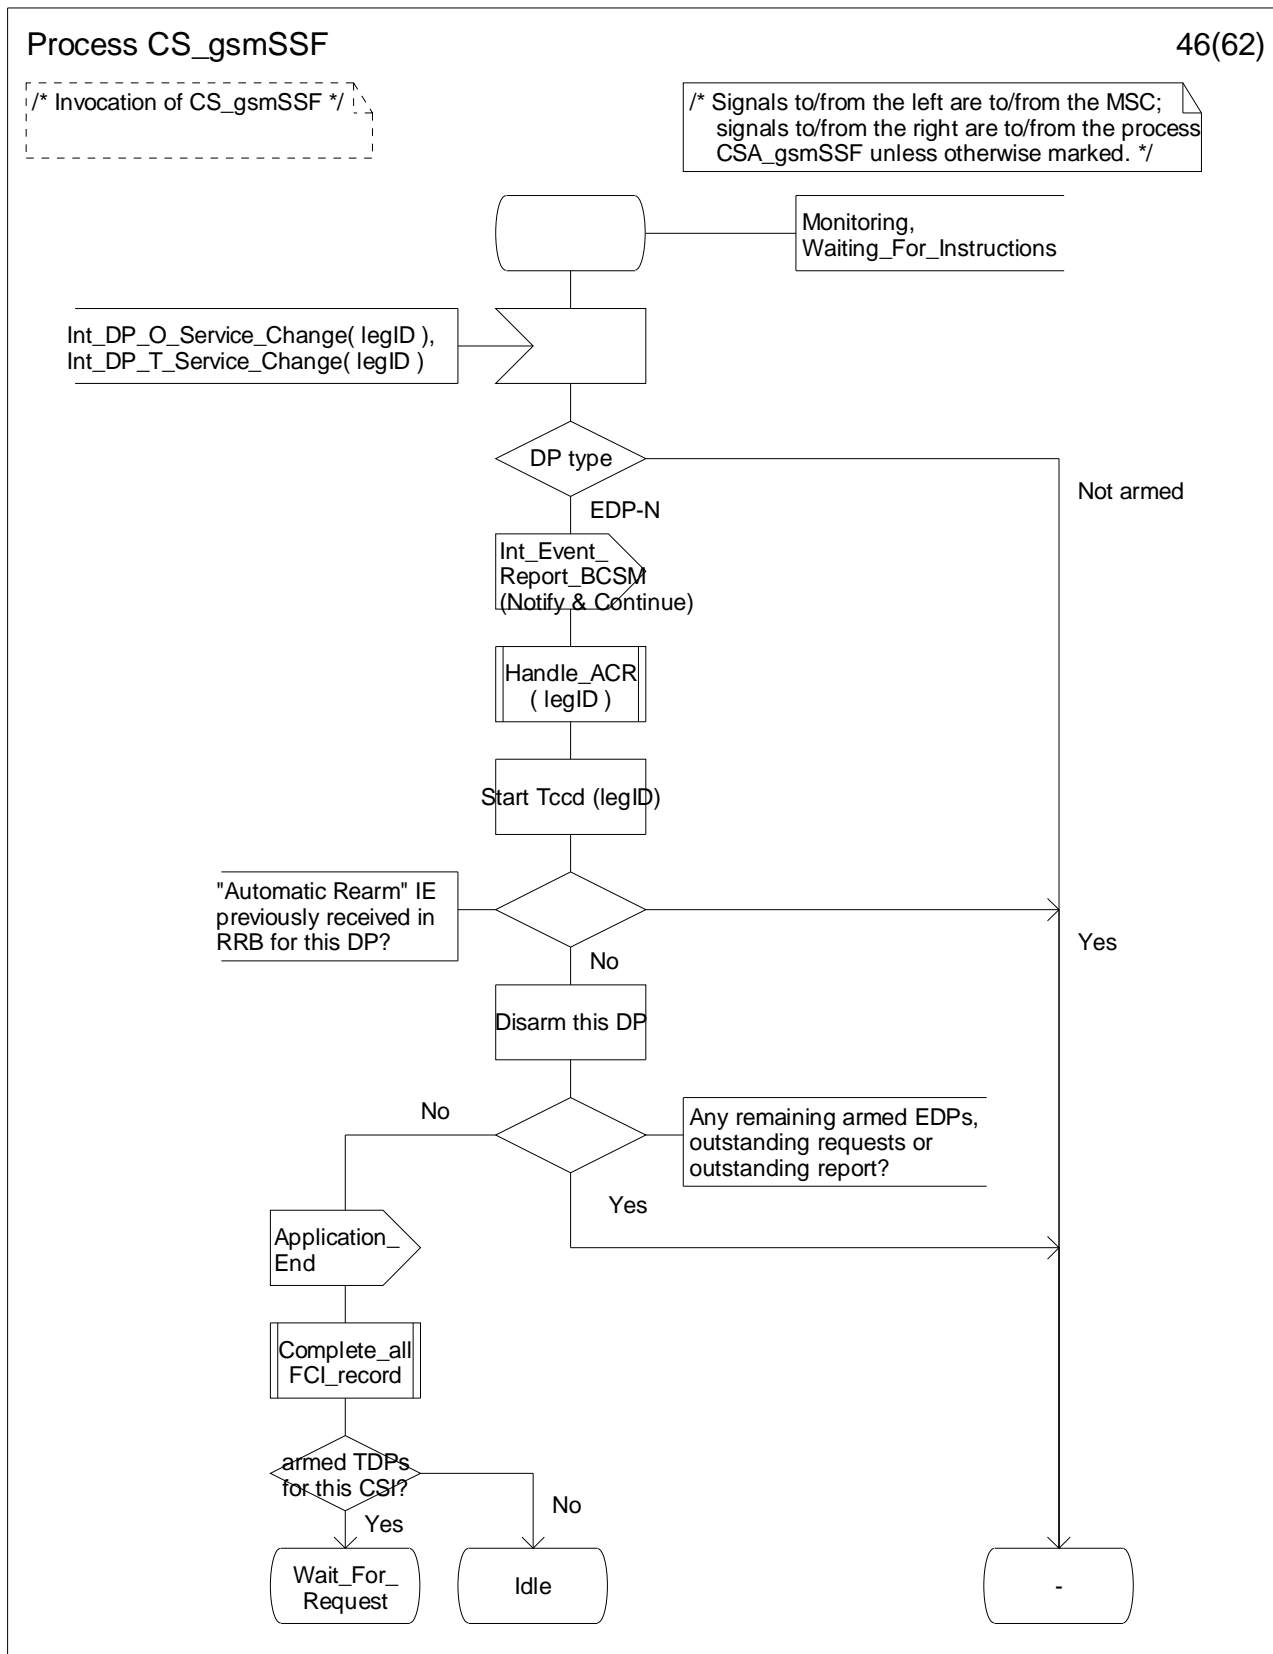 Process CS_gsmSSF
46(62)
/* Invocation of CS_gsmSSF */
/* Signals to/from the left are to/from the MSC;
signals to/from the right are to/from the process
CSA_gsmSSF unless otherwise marked. */
Monitoring,
Waiting_For_Instructions
Int_DP_O_Service_Change( legID ),
Int_DP_T_Service_Change( legID )
DP type
Not armed
EDP-N
Int_Event_
Report_BCSM
(Notify & Continue)
Handle_ACR
( legID )
Start Tccd (legID)
"Automatic Rearm" IE
previously received in
RRB for this DP?
Yes
No
Disarm this DP
No
Any remaining armed EDPs,
outstanding requests or
outstanding report?
Yes
Application_
End
Complete_all
FCI_record
armed TDPs
for this CSI?
No
Yes
Wait_For_
Request
Idle
-